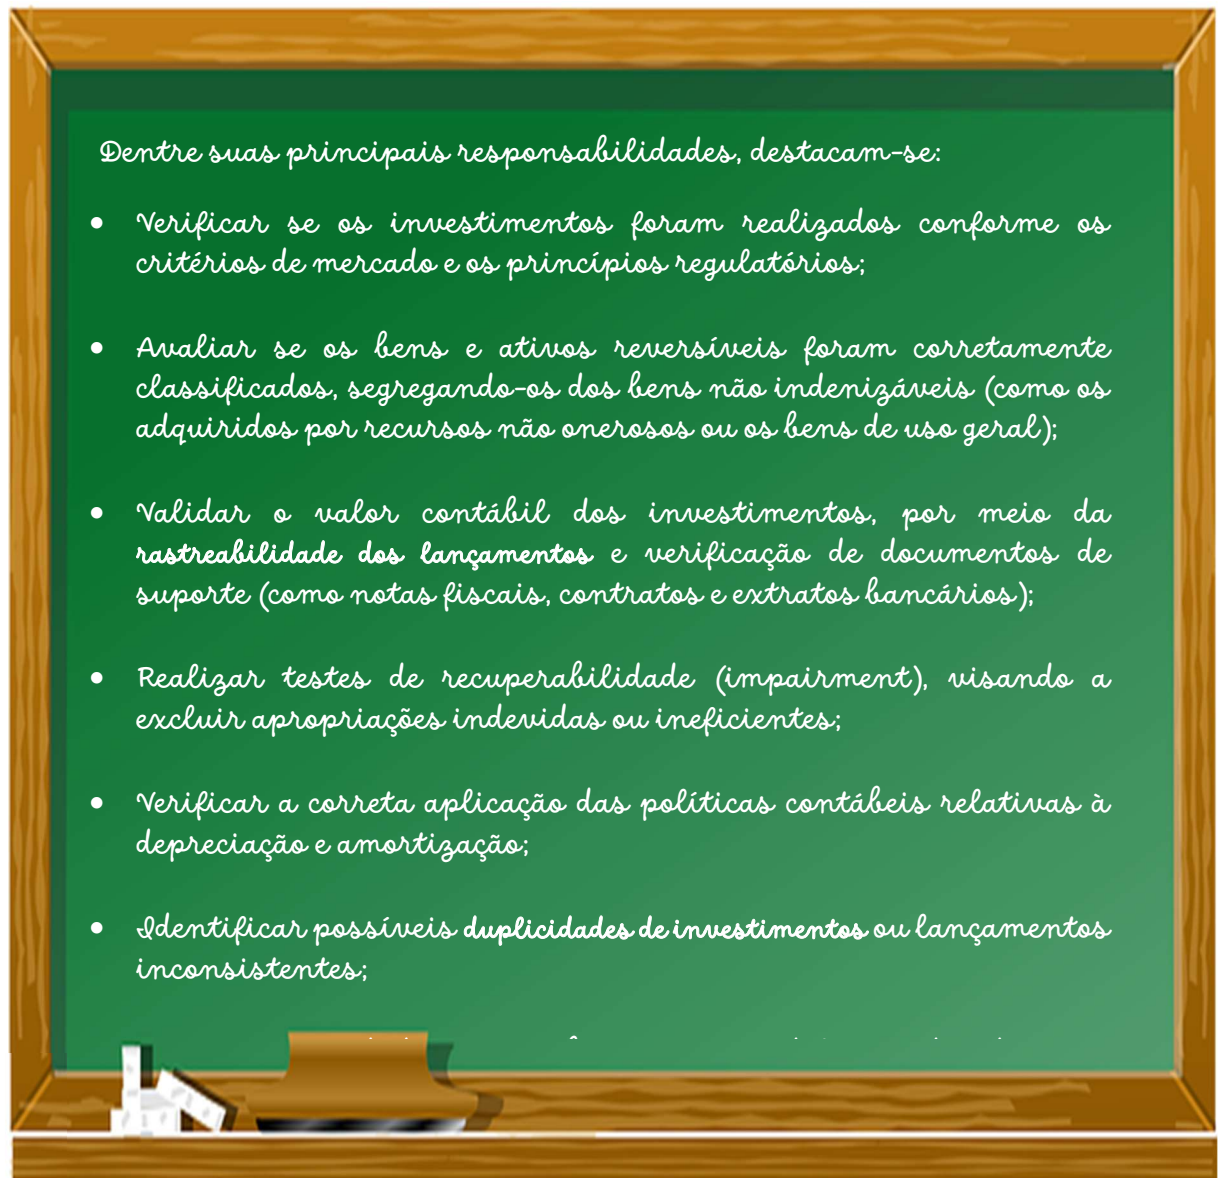 Dentre suas principais responsabilidades, destacam-se:
• Verificar se os investimentos foram realizados conforme os
critérios de mercado e os princípios regulatórios;
• Avaliar se os bens e ativos reversíveis foram corretamente
classificados, segregando-os dos bens não indenizáveis (como os
adquiridos por recursos não onerosos ou os bens de uso geral);
• Validar o valor contábil dos investimentos, por meio da
rastreabilidade dos lançamentos e verificação de documentos de
suporte (como notas fiscais, contratos e extratos bancários);
• Realizar testes de recuperabilidade (impairment), visando a
excluir apropriações indevidas ou ineficientes;
• Verificar a correta aplicação das políticas contábeis relativas à
depreciação e amortização;
• Identificar possíveis duplicidades de investimentos ou lançamentos
inconsistentes;